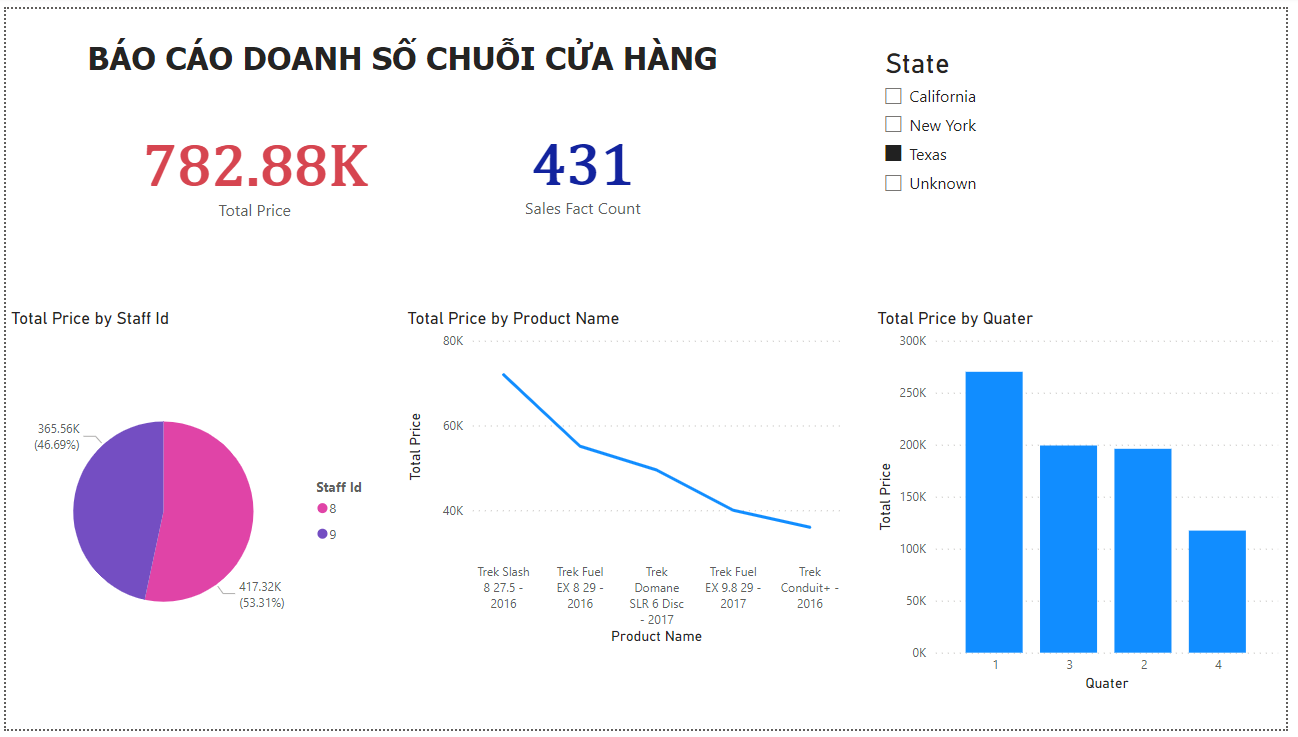 BÁO CÁO DOANH SỐ CHUỖI CỬA HÀNG
State
California
New York
Texas
Unknown
782.88K
Total Price
431
Sales Fact Count
Total Price by Staff Id
365.56K
(46.69%)
417.32K
(53.31%)
Staff Id
8
9
Total Price by Product Name
80K
60K
40K
Total Price
Trek Slash
8 27.5 -
2016
Trek Fuel
EX 8 29 -
2016
Trek
Domane
SLR 6 Disc
- 2017
Trek Fuel
EX 9.8 29 -
2017
Trek
Conduit+ -
2016
Product Name
Total Price by Quater
300K
250K
200K
150K
100K
50K
0K
Total Price
1
3
2
4
Quater